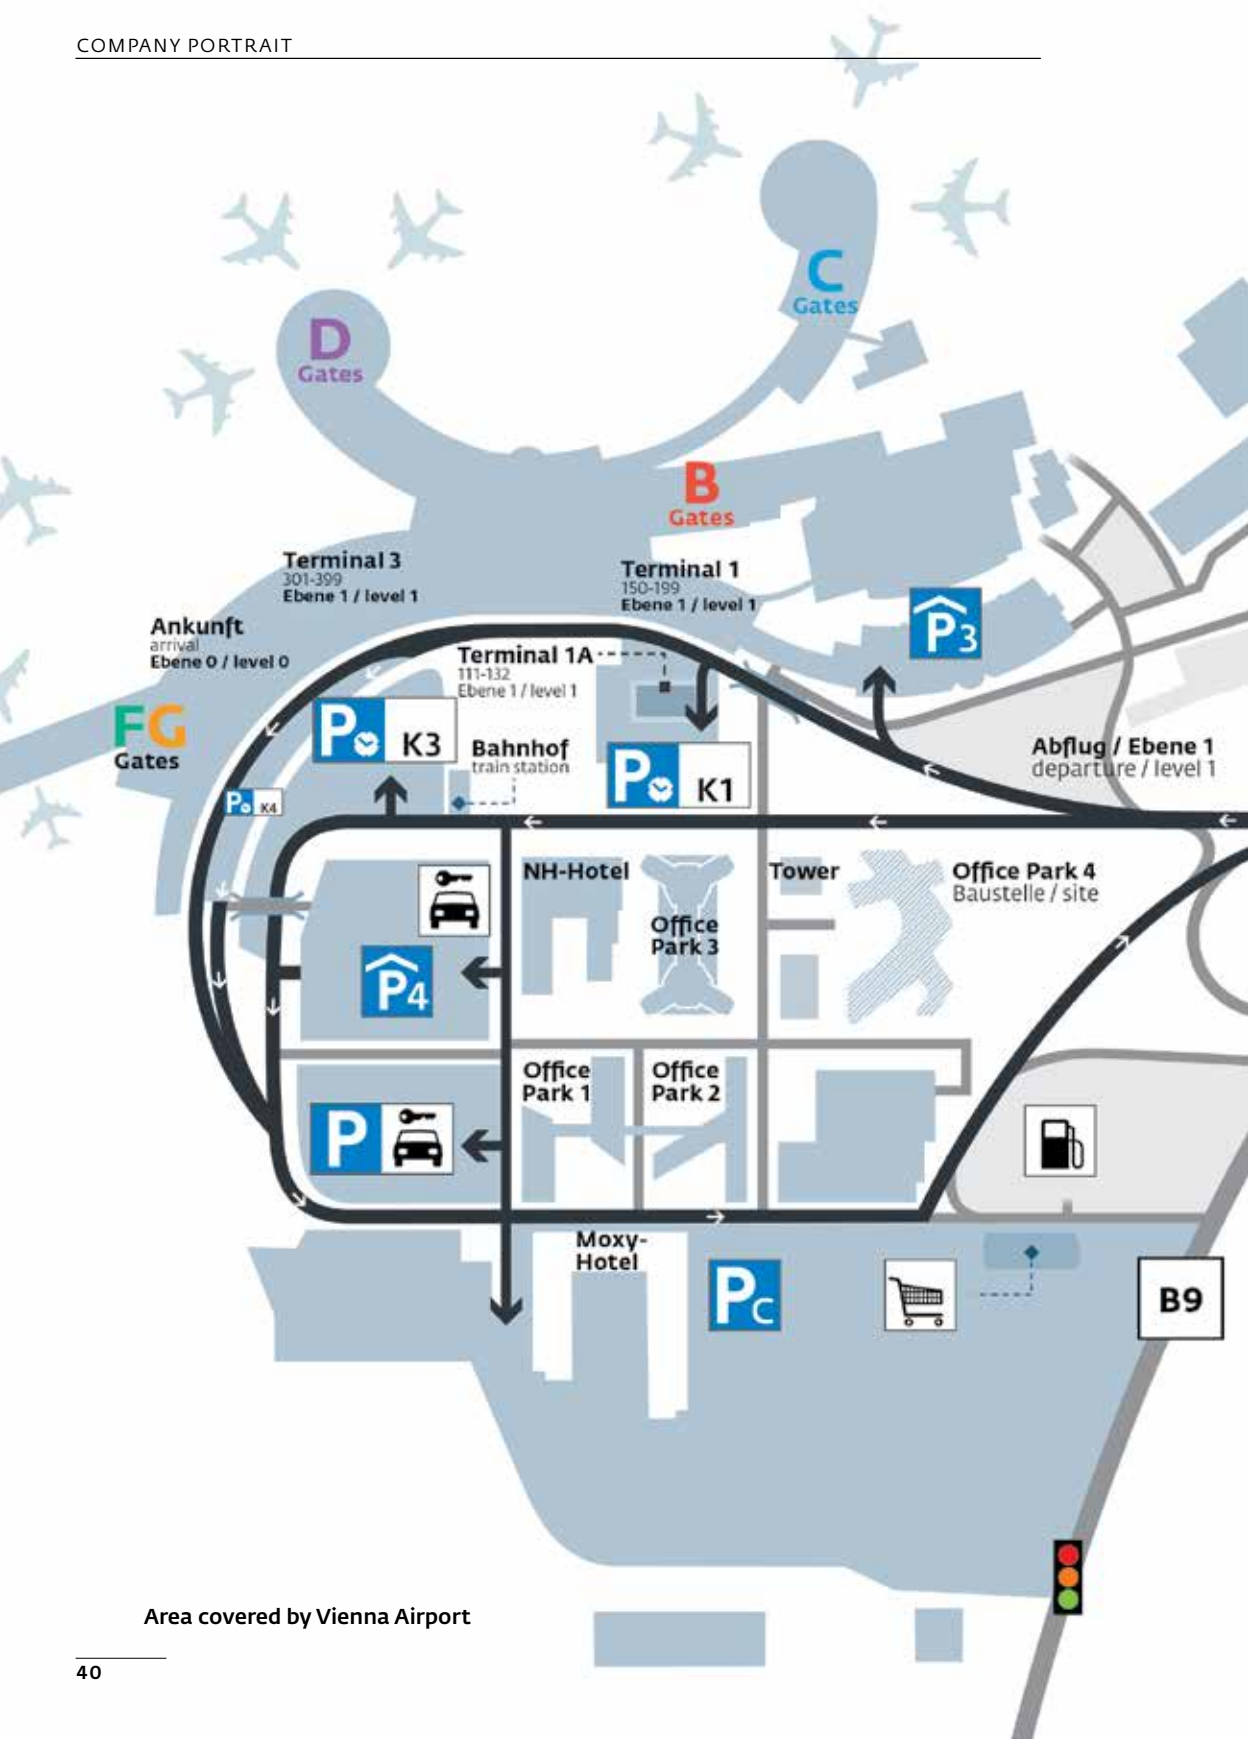 COMPANY PORTRAIT
C
Gates
D
Gates
B
Gates
Terminal 3
301-399
Ebene 1 / level 1
Terminal 1
150-199
Ebene 1 / level 1
P3
Ankunft
arrival
Ebene 0 / level 0
Terminal 1A
111-132
Ebene 1 / level 1
FG
Gates
P K3
Bahnhof
train station
P K1
Abflug / Ebene 1
departure / level 1
P K4
NH-Hotel
Office
Park 3
Tower
Office Park 4
Baustelle / site
P4
Office
Park 1
Office
Park 2
P
Moxy-
Hotel
PC
B9
Area covered by Vienna Airport
40